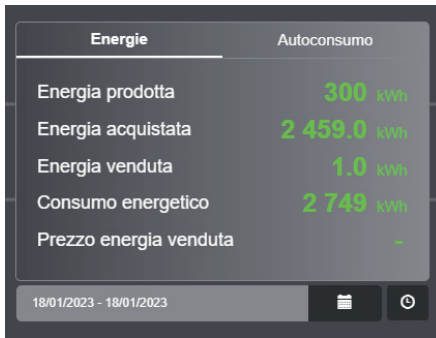 Energie Autoconsumo
Energia prodotta 300 kWh
Energia acquistata 2 459.0 kWh
Energia venduta 1.0 kWh
Consumo energetico 2 749 kWh
Prezzo energia venduta -
18/01/2023 - 18/01/2023